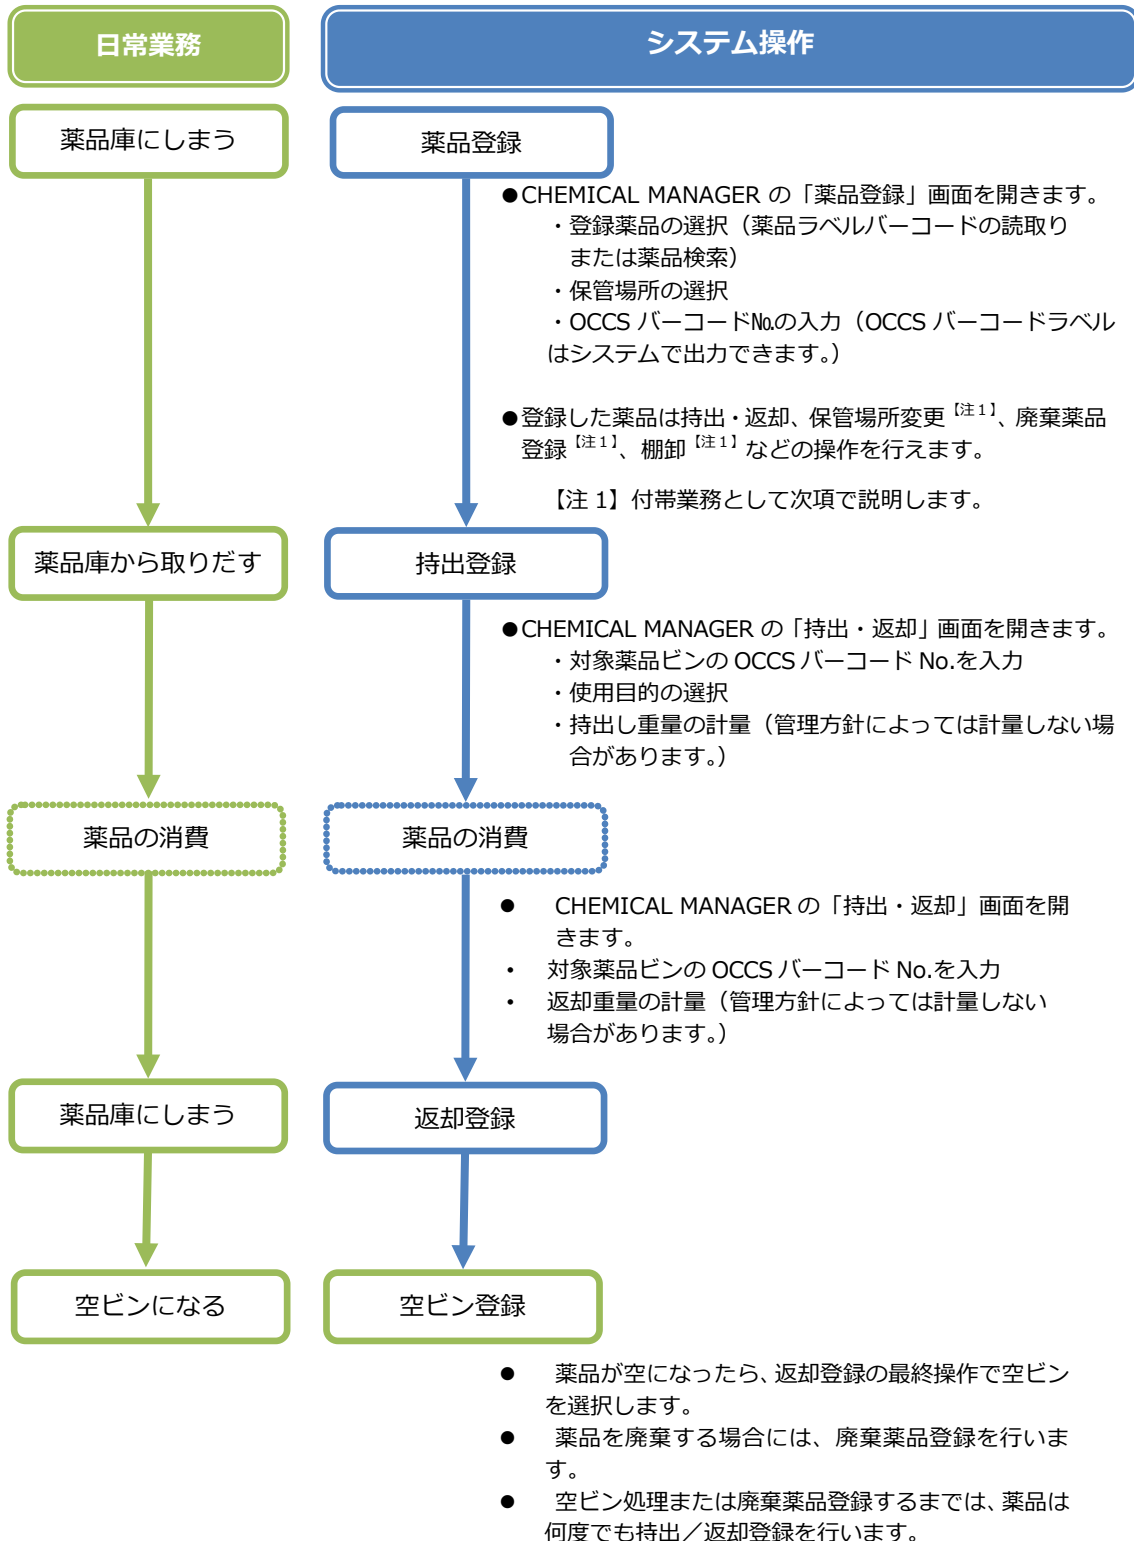 日常業務
システム操作
薬品庫にしまう
薬品登録
●CHEMICAL MANAGER の「薬品登録」画面を開きます。
・登録薬品の選択（薬品ラベルバーコードの読取り
または薬品検索）
・保管場所の選択
・OCCS バーコード№の入力（OCCS バーコードラベル
はシステムで出力できます。）
●登録した薬品は持出・返却、保管場所変更【注1】、廃棄薬品
登録【注1】、棚卸【注1】などの操作を行えます。
【注 1】付帯業務として次項で説明します。
薬品庫から取りだす
持出登録
●CHEMICAL MANAGER の「持出・返却」画面を開きます。
・対象薬品ビンの OCCS バーコード No.を入力
・使用目的の選択
・持出し重量の計量（管理方針によっては計量しない場
合があります。）
薬品の消費
薬品の消費
● CHEMICAL MANAGER の「持出・返却」画面を開
きます。
・ 対象薬品ビンの OCCS バーコード No.を入力
・ 返却重量の計量（管理方針によっては計量しない
場合があります。）
薬品庫にしまう
返却登録
空ビンになる
空ビン登録
● 薬品が空になったら、返却登録の最終操作で空ビン
を選択します。
● 薬品を廃棄する場合には、廃棄薬品登録を行いま
す。
● 空ビン処理または廃棄薬品登録するまでは、薬品は
何度でも持出／返却登録を行います。